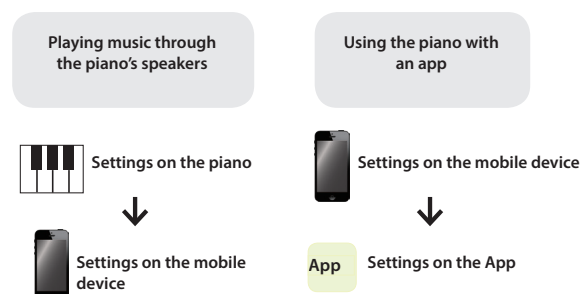 Playing music through
the piano’s speakers
Using the piano with
an app
Settings on the piano
Settings on the mobile
device
Settings on the mobile device
App
Settings on the App